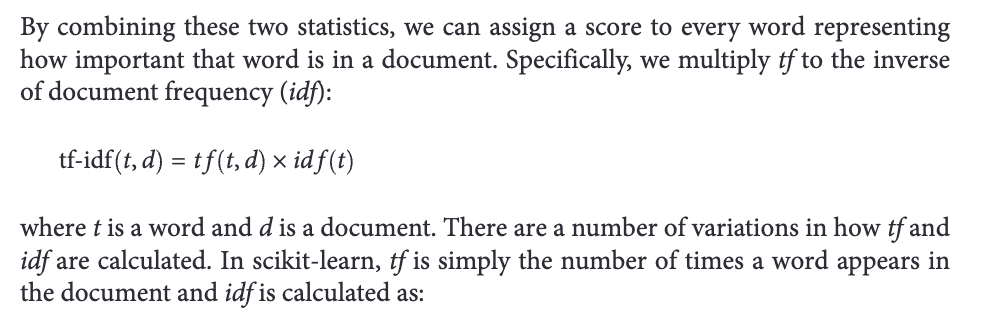 By combining these two statistics, we can assign a score to every word representing
how important that word is in a document. Specifically, we multiply tf to the inverse
of document frequency (idf):
tf-idf(t, d) = tf(t, d) × idf(t)
where t is a word and d is a document. There are a number of variations in how tf and
idf are calculated. In scikit-learn, tf is simply the number of times a word appears in
the document and idf is calculated as: